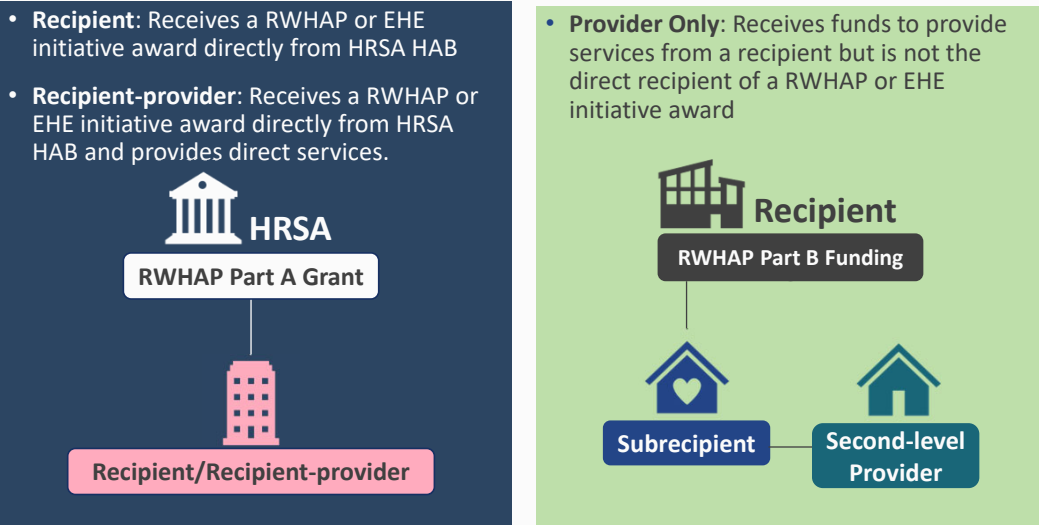 • Recipient: Receives a RWHAP or EHE
initiative award directly from HRSA HAB
• Recipient-provider: Receives a RWHAP or
EHE initiative award directly from HRSA
HAB and provides direct services.
HRSA
RWHAP Part A Grant
Recipient/Recipient-provider
• Provider Only: Receives funds to provide
services from a recipient but is not the
direct recipient of a RWHAP or EHE
initiative award
Recipient
RWHAP Part B Funding
Subrecipient
Second-level
Provider